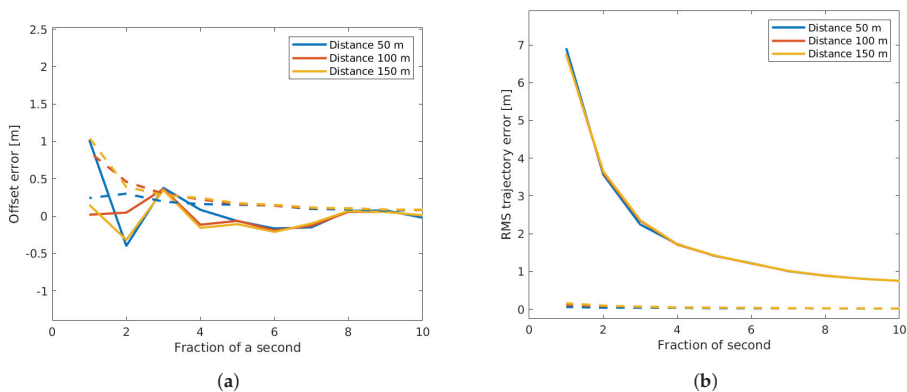 2.5
2
1.5
1
0.5
0
-0.5
-1
Offset error [m]
Distance 50 m
Distance 100 m
Distance 150 m
0 2 4 6 8 10
Fraction of a second
(a)
7
6
5
4
3
2
1
0
RMS trajectory error [m]
Distance 50 m
Distance 100 m
Distance 150 m
0 2 4 6 8 10
Fraction of second
(b)